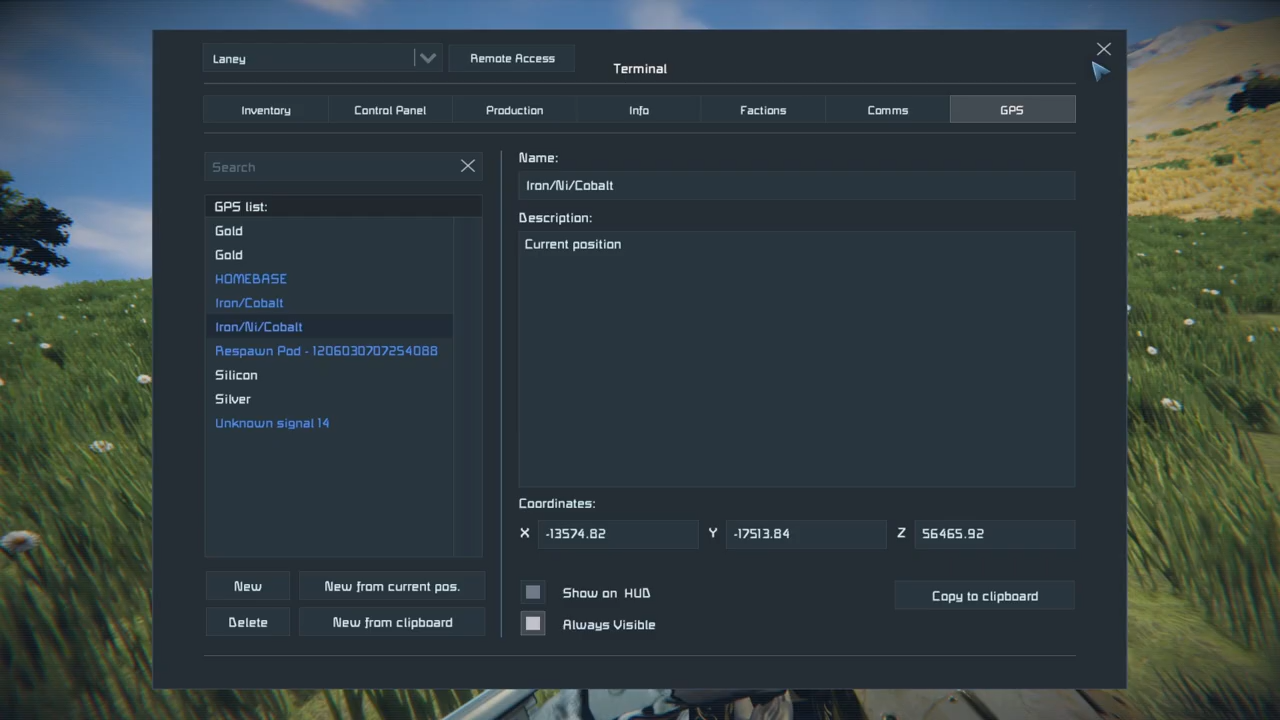 Laney
Remote Access
Terminal
Inventory
Control Panel
Production
Info
Factions
Comms
GPS
Search
GPS list:
Gold
Gold
HOMEBASE
Iron/Cobalt
Iron/Ni/Cobalt
Respawn Pod - 1206030707254088
Silicon
Silver
Unknown signal 14
New
New from current pos.
Delete
New from clipboard
Name:
Iron/Ni/Cobalt
Description:
Current position
Coordinates:
X -13574.82 Y -17513.84 Z 56465.92
Show on HUD
Copy to clipboard
Always Visible